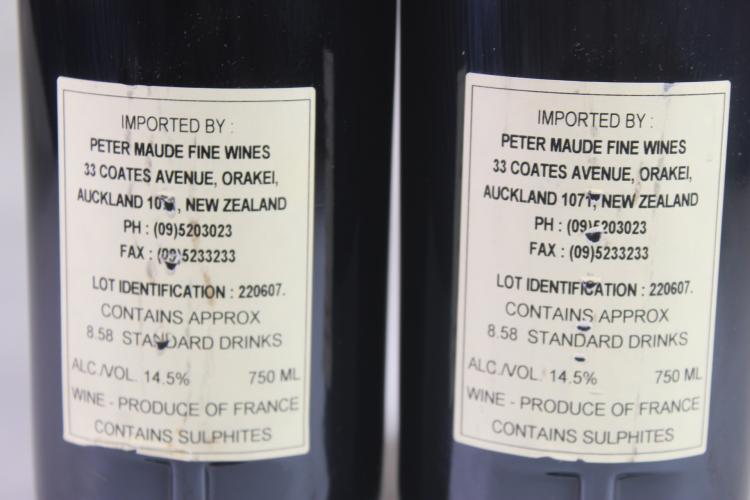 IMPORTED BY :
PETER MAUDE FINE WINES
33 COATES AVENUE, ORAKEI,
AUCKLAND 1071, NEW ZEALAND
PH : (09)5203023
FAX : (09)5233233
LOT IDENTIFICATION : 220607.
CONTAINS APPROX
8.58 STANDARD DRINKS
ALC./VOL. 14.5% 750 ML
WINE - PRODUCE OF FRANCE
CONTAINS SULPHITES
IMPORTED BY :
PETER MAUDE FINE WINES
33 COATES AVENUE, ORAKEI,
AUCKLAND 1071, NEW ZEALAND
PH : (09)5203023
FAX : (09)5233233
LOT IDENTIFICATION : 220607.
CONTAINS APPROX
8.58 STANDARD DRINKS
ALC./VOL. 14.5% 750 ML
WINE - PRODUCE OF FRANCE
CONTAINS SULPHITES